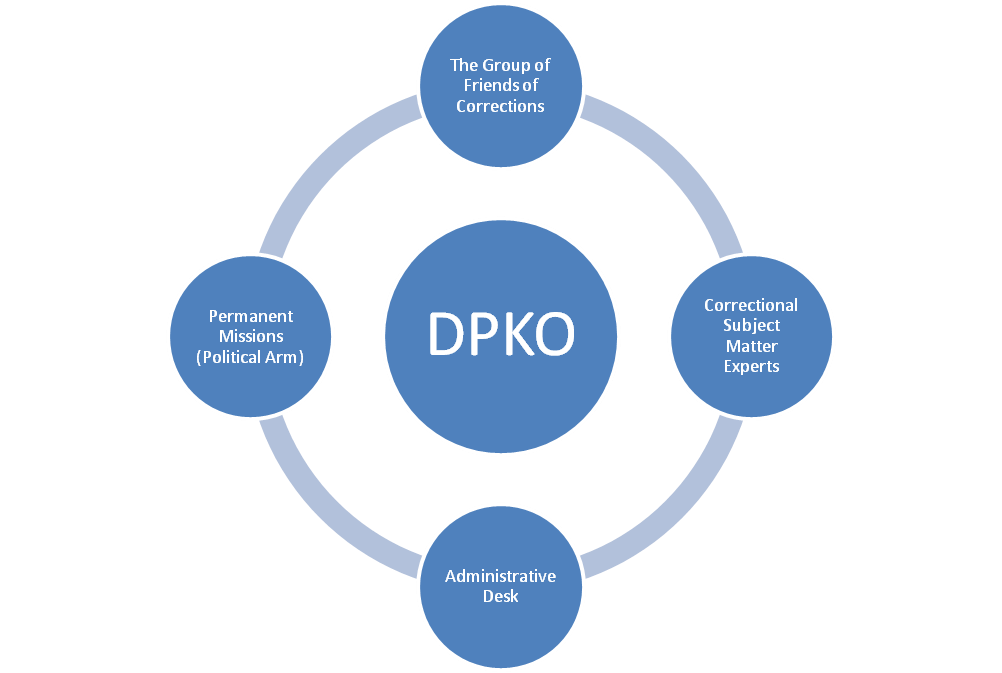 The Group of
Friends of
Corrections
Permanent
Missions
(Political Arm)
DPKO
Correctional
Subject
Matter
Experts
Administrative
Desk